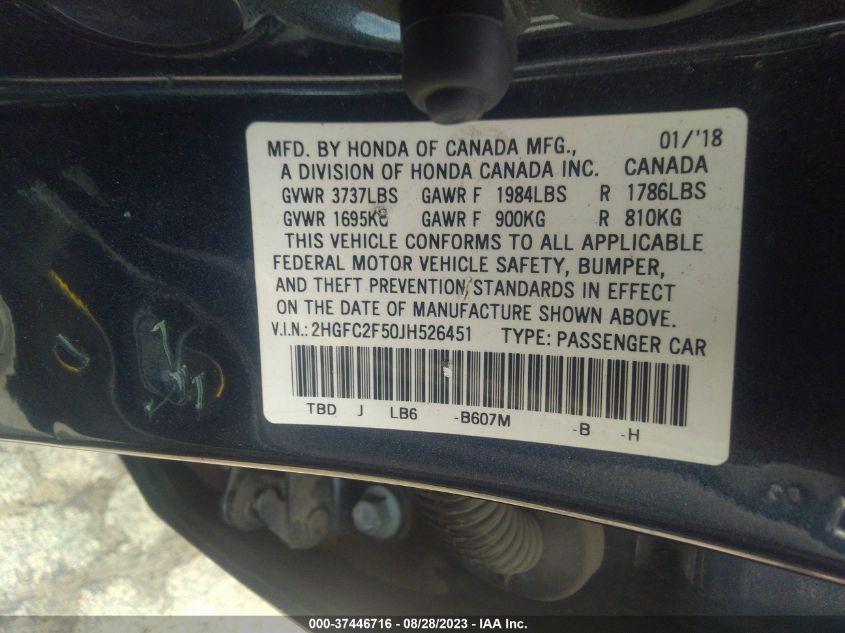 MFD. BY HONDA OF CANADA MFG., 01/'18
A DIVISION OF HONDA CANADA INC. CANADA
GVWR 3737LBS GAWR F 1984LBS R 1786LBS
GVWR 1695KG GAWR F 900KG R 810KG
THIS VEHICLE CONFORMS TO ALL APPLICABLE
FEDERAL MOTOR VEHICLE SAFETY, BUMPER,
AND THEFT PREVENTION STANDARDS IN EFFECT
ON THE DATE OF MANUFACTURE SHOWN ABOVE.
V.I.N.: 2HGFC2F50JH526451 TYPE: PASSENGER CAR
TBD J LB6 -B607M -B -H
000-37446716 - 08/28/2023 - IAA Inc.